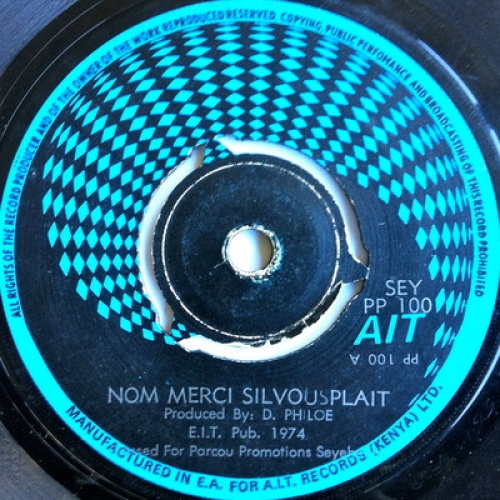 ALL RIGHTS OF THE RECORD PRODUCER AND OF THE OWNER OF THE WORK REPRODUCED RESERVED. COPYING PUBLIC PERFOMANCE AND BROADCASTING OF THIS RECORD PROHIBITED
SEY
PP 100
AIT
PP 100 A
NOM MERCI SILVOUSPLAIT
Produced By: D. PHILOE
E.I.T. Pub. 1974
For Parcou Promotions
MANUFACTURED IN E.A. FOR A.I.T. RECORDS (KENYA) LTD.